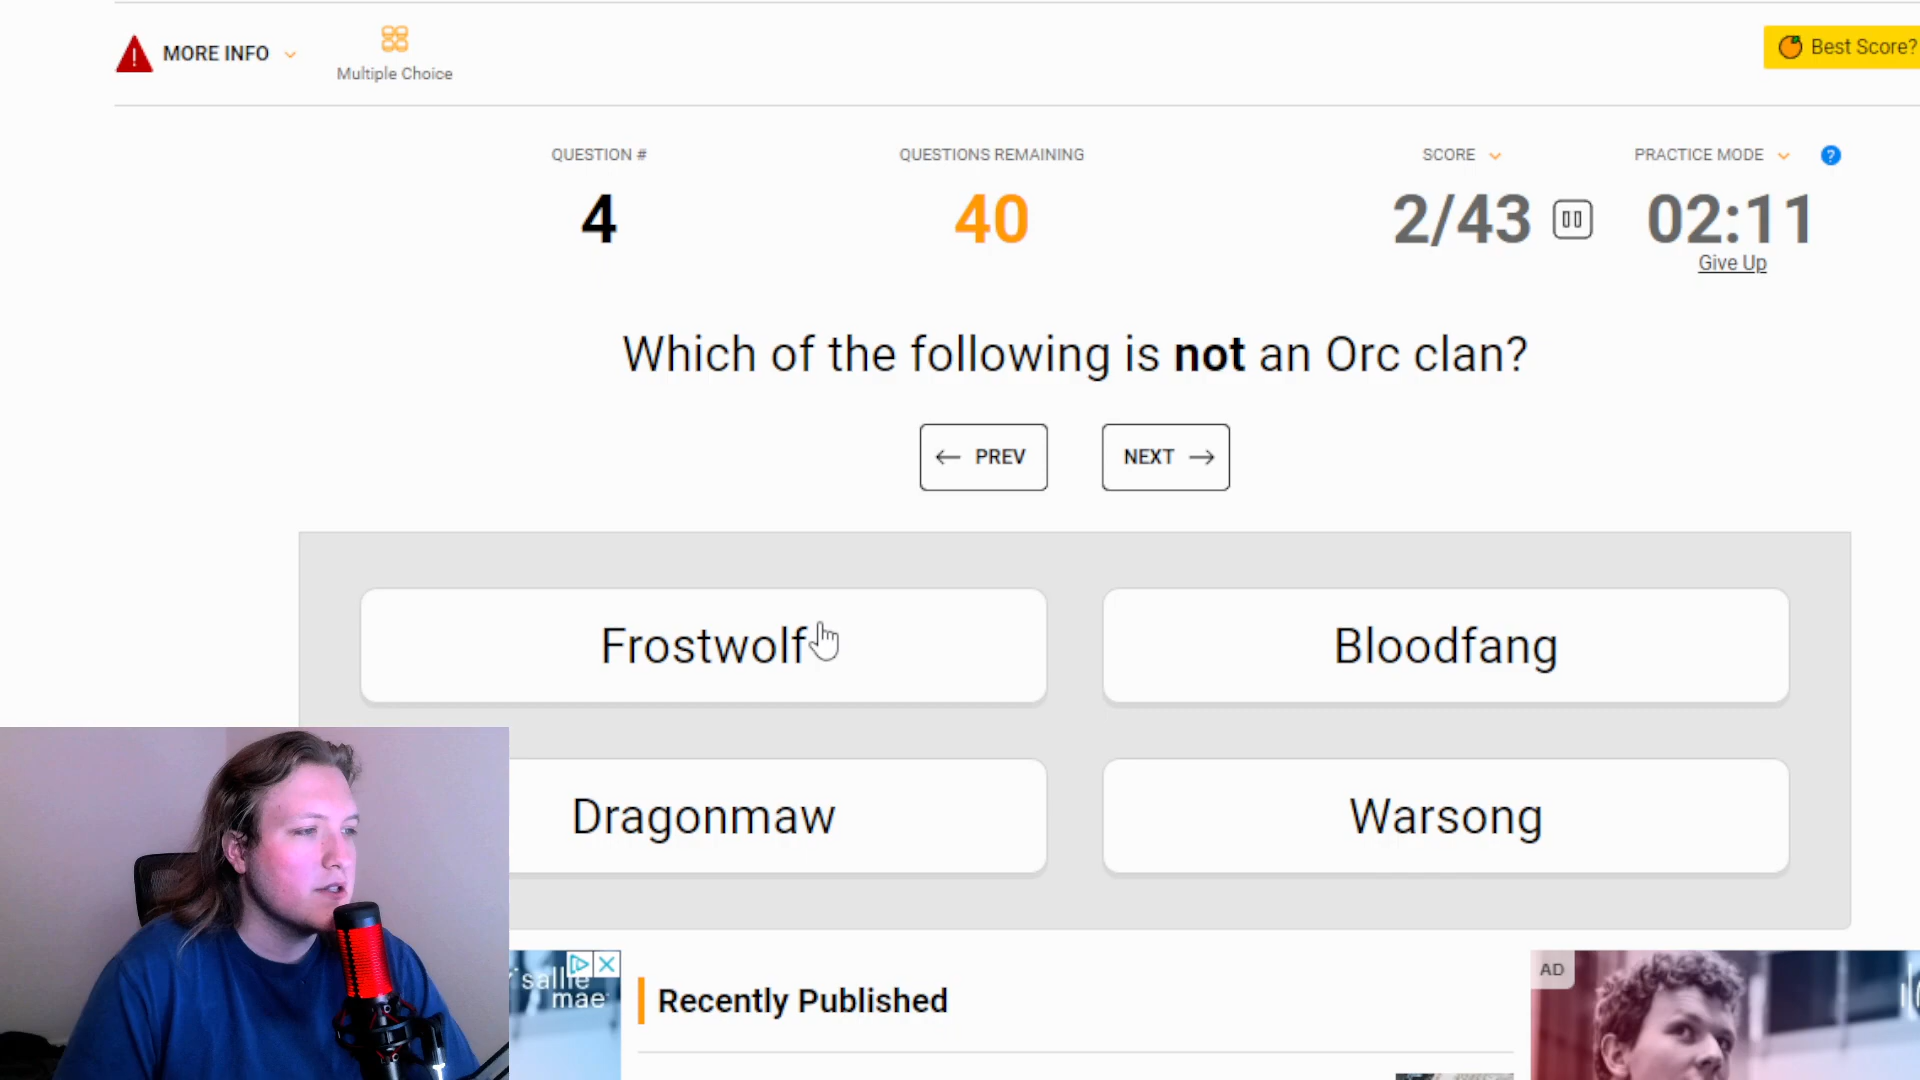 MORE INFO
Multiple Choice
Best Score?
QUESTION #
QUESTIONS REMAINING
SCORE
PRACTICE MODE
?
4
40
2/43
02:11
Give Up
Which of the following is not an Orc clan?
← PREV
NEXT →
Frostwolf
Bloodfang
Dragonmaw
Warsong
sallie
mae
Recently Published
AD